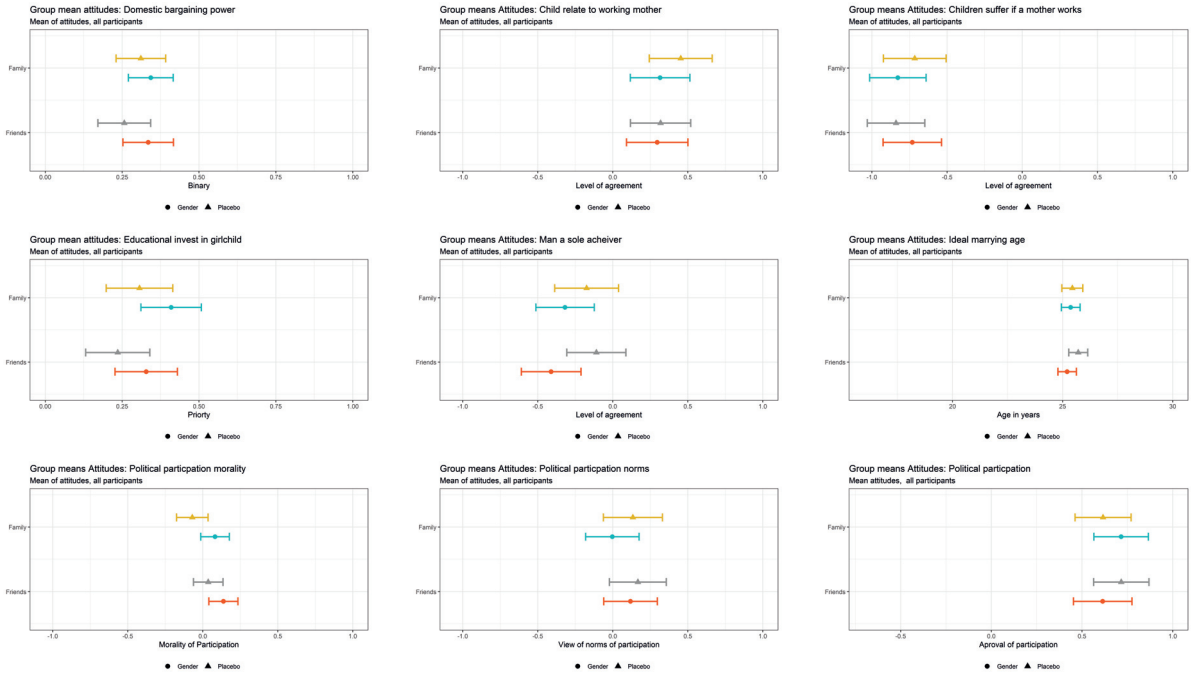 Group mean attitudes: Domestic bargaining power
Mean of attitudes, all participants
Family
Friends
0.00 0.25 0.50 0.75 1.00
Binary
Gender Placebo
Group means Attitudes: Child relate to working mother
Mean of attitudes, all participants
Family
Friends
-1.0 -0.5 0.0 0.5 1.0
Level of agreement
Gender Placebo
Group means Attitudes: Children suffer if a mother works
Mean of attitudes, all participants
Family
Friends
-1.0 -0.5 0.0 0.5 1.0
Level of agreement
Gender Placebo
Group mean attitudes: Educational invest in girlchild
Mean of attitudes, all participants
Family
Friends
0.00 0.25 0.50 0.75 1.00
Priorty
Gender Placebo
Group means Attitudes: Man a sole acheiver
Mean of attitudes, all participants
Family
Friends
-1.0 -0.5 0.0 0.5 1.0
Level of agreement
Gender Placebo
Group means Attitudes: Ideal marrying age
Mean of attitudes, all participants
Family
Friends
20 25 30
Age in years
Gender Placebo
Group means Attitudes: Political particpation morality
Mean of attitudes, all participants
Family
Friends
-1.0 -0.5 0.0 0.5 1.0
Morality of Participation
Gender Placebo
Group means Attitudes: Political particpation norms
Mean of attitudes, all participants
Family
Friends
-1.0 -0.5 0.0 0.5 1.0
View of norms of participation
Gender Placebo
Group means Attitudes: Political particpation
Mean attitudes, all participants
Family
Friends
-0.5 0.0 0.5 1.0
Aproval of participation
Gender Placebo